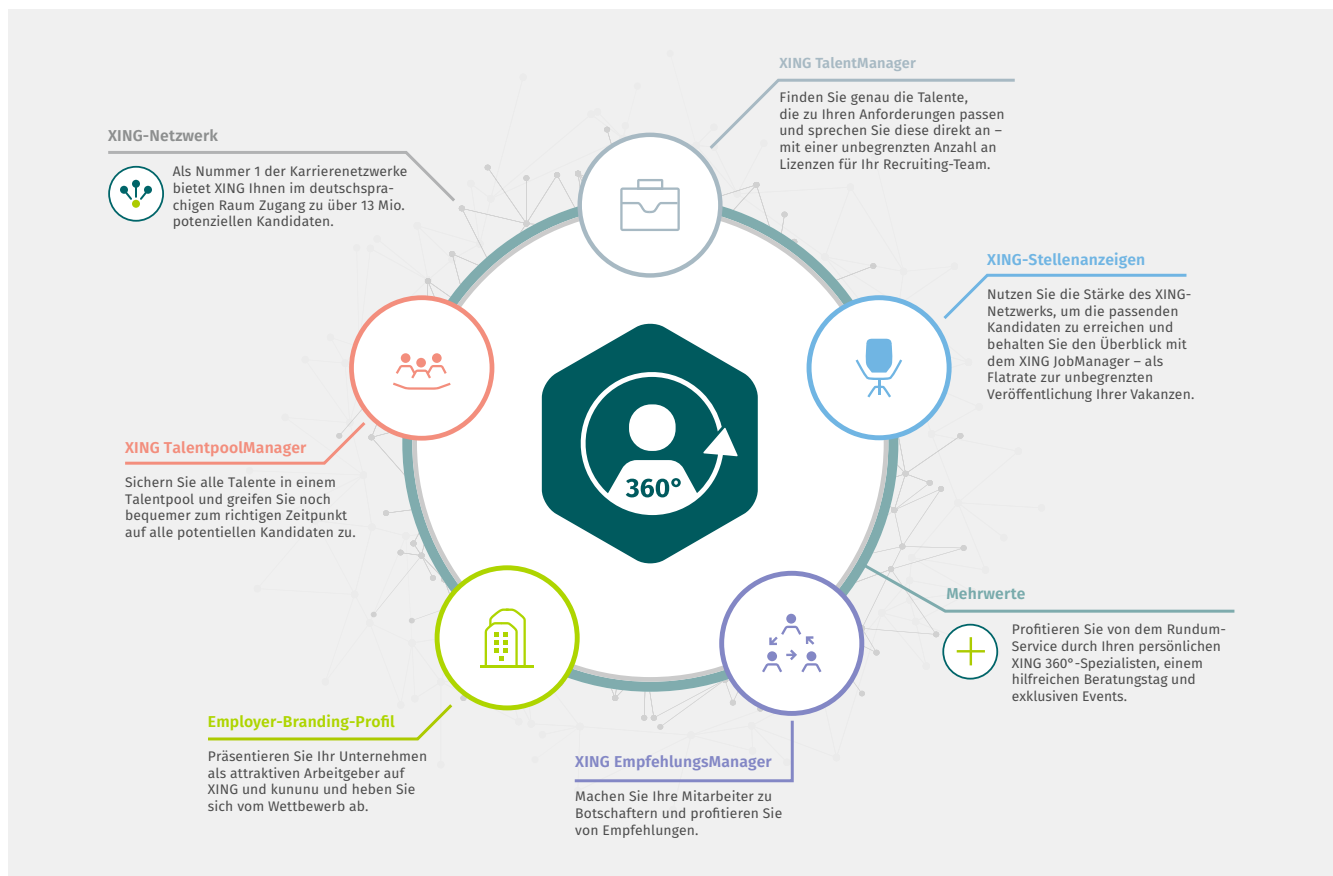 XING TalentManager
Finden Sie genau die Talente,
die zu Ihren Anforderungen passen
und sprechen Sie diese direkt an –
mit einer unbegrenzten Anzahl an
Lizenzen für Ihr Recruiting-Team.
XING-Netzwerk
Als Nummer 1 der Karrierenetzwerke
bietet XING Ihnen im deutschspra-
chigen Raum Zugang zu über 13 Mio.
potenziellen Kandidaten.
XING-Stellenanzeigen
Nutzen Sie die Stärke des XING-
Netzwerks, um die passenden
Kandidaten zu erreichen und
behalten Sie den Überblick mit
dem XING JobManager – als
Flatrate zur unbegrenzten
Veröffentlichung Ihrer Vakanzen.
XING TalentpoolManager
Sichern Sie alle Talente in einem
Talentpool und greifen Sie noch
bequemer zum richtigen Zeitpunkt
auf alle potentiellen Kandidaten zu.
360°
Mehrwerte
Profitieren Sie von dem Rundum-
Service durch Ihren persönlichen
XING 360°-Spezialisten, einem
hilfreichen Beratungstag und
exklusiven Events.
Employer-Branding-Profil
Präsentieren Sie Ihr Unternehmen
als attraktiven Arbeitgeber auf
XING und kununu und heben Sie
sich vom Wettbewerb ab.
XING EmpfehlungsManager
Machen Sie Ihre Mitarbeiter zu
Botschaftern und profitieren Sie
von Empfehlungen.